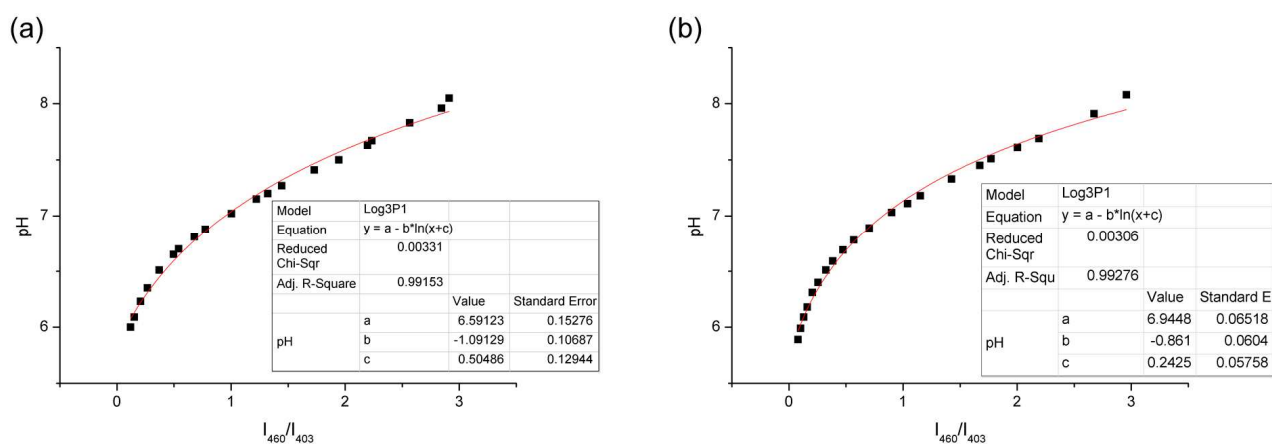 (a)
pH
8
7
6
0 1 2 3
I460/I403
Model Log3P1
Equation y = a - b*ln(x+c)
Reduced Chi-Sqr 0.00331
Adj. R-Square 0.99153
Value Standard Error
pH
a 6.59123 0.15276
b -1.09129 0.10687
c 0.50486 0.12944
(b)
pH
8
7
6
0 1 2 3
I460/I403
Model Log3P1
Equation y = a - b*ln(x+c)
Reduced Chi-Sqr 0.00306
Adj. R-Squ 0.99276
Value Standard E
pH
a 6.9448 0.06518
b -0.861 0.0604
c 0.2425 0.05758